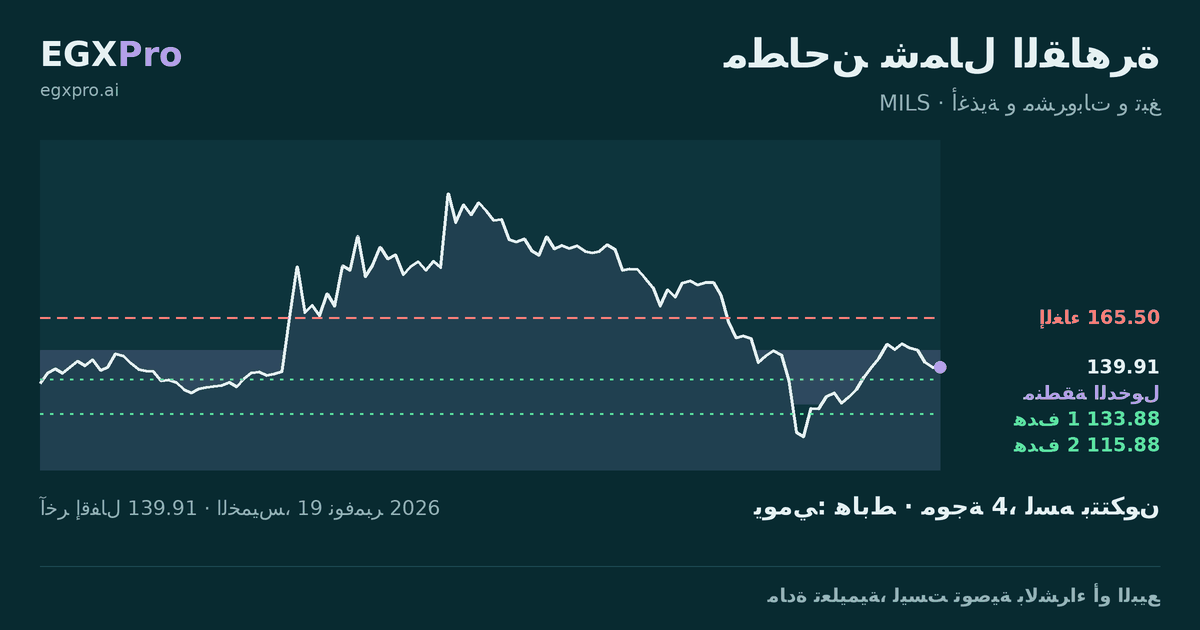 EGXPro
egxpro.ai
مطاحن شمال القاهرة
MILS · أغذية و مشروبات و تبغ
إلغاء 165.50
139.91
منطقة الدخول
هدف 1 133.88
هدف 2 115.88
آخر إقفال 139.91 · الخميس، 19 نوفمبر 2026
يومي: هابط · موجة 4، لسه بتتكون
مادة تعليمية، ليست توصية بالشراء أو البيع